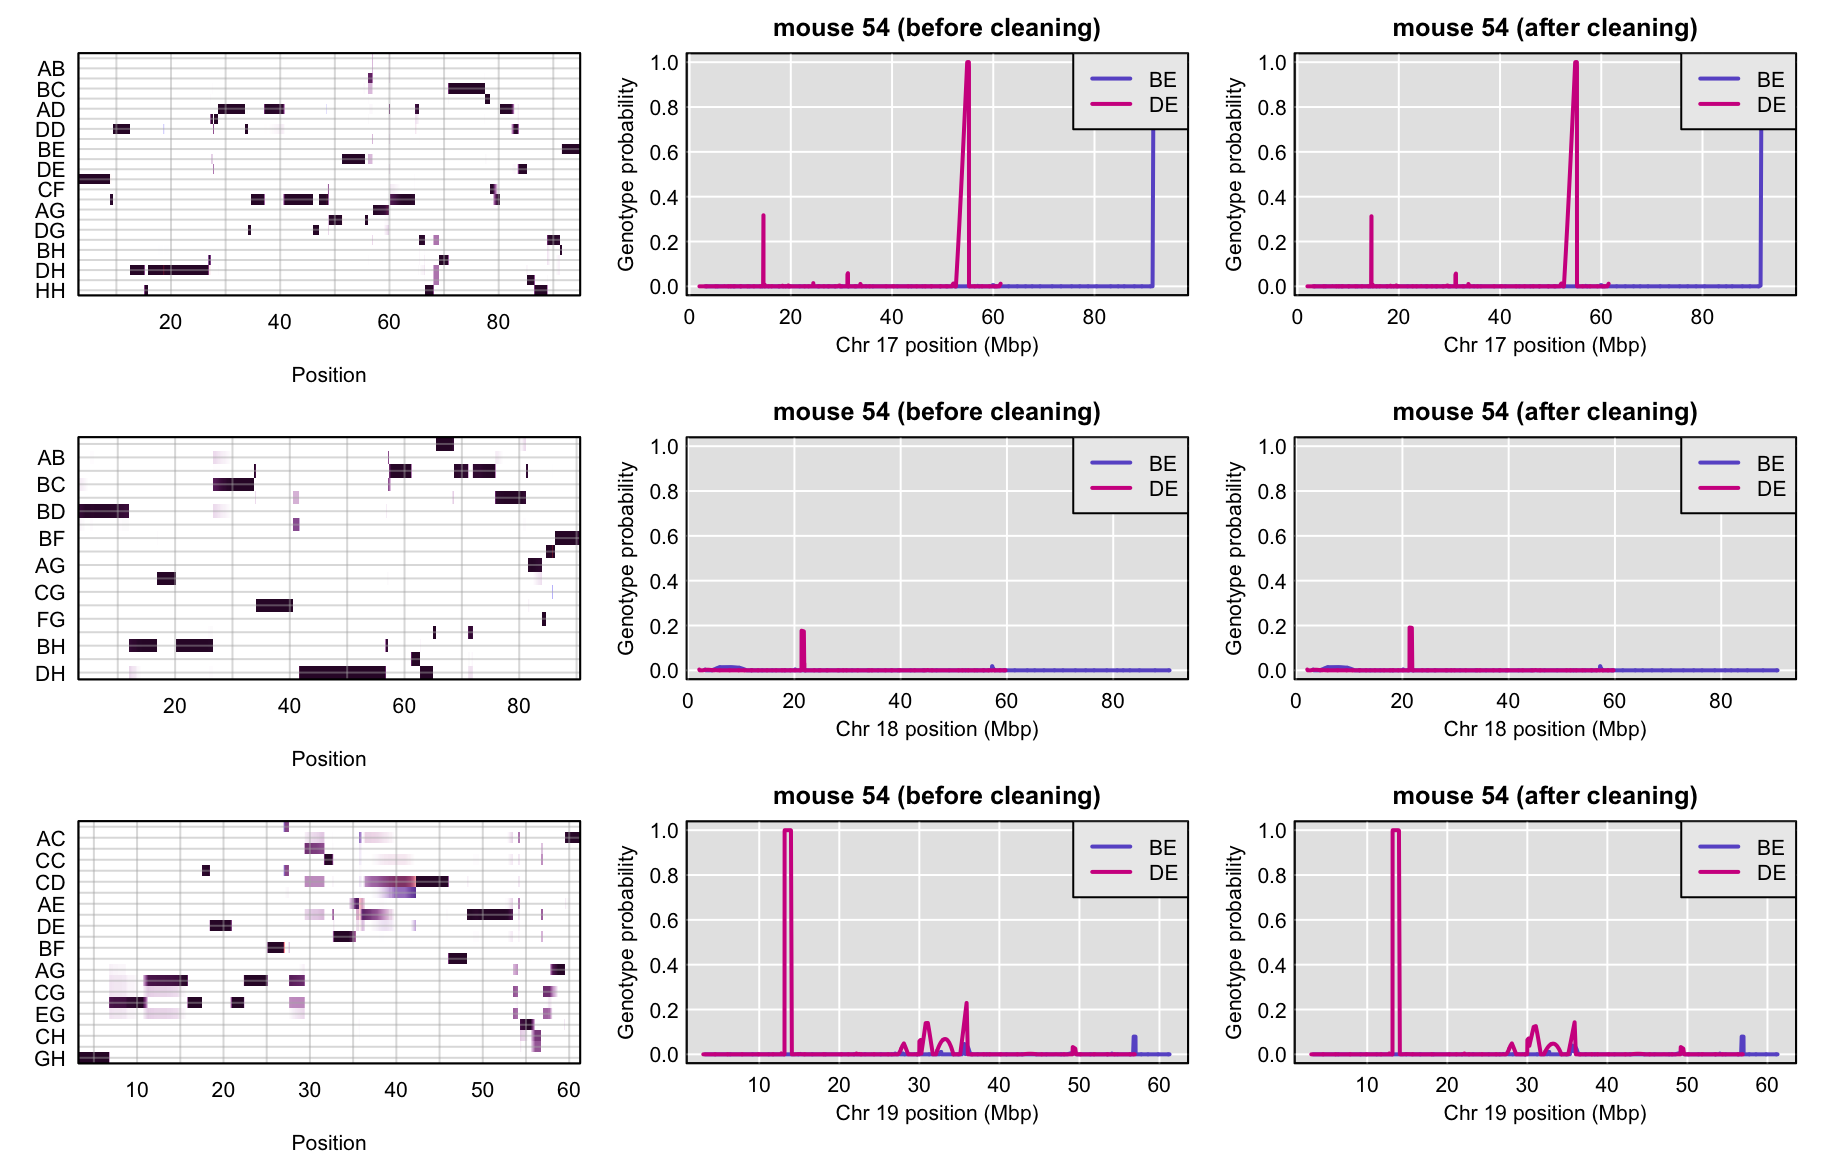 AB
BC
AD
DD
BE
DE
CF
AG
DG
BH
DH
HH
20 40 60 80
Position
mouse 54 (before cleaning)
Genotype probability
1.0
0.8
0.6
0.4
0.2
0.0
BE
DE
0 20 40 60 80
Chr 17 position (Mbp)
mouse 54 (after cleaning)
Genotype probability
1.0
0.8
0.6
0.4
0.2
0.0
BE
DE
0 20 40 60 80
Chr 17 position (Mbp)
AB
BC
BD
BF
AG
CG
FG
BH
DH
20 40 60 80
Position
mouse 54 (before cleaning)
Genotype probability
1.0
0.8
0.6
0.4
0.2
0.0
BE
DE
0 20 40 60 80
Chr 18 position (Mbp)
mouse 54 (after cleaning)
Genotype probability
1.0
0.8
0.6
0.4
0.2
0.0
BE
DE
0 20 40 60 80
Chr 18 position (Mbp)
AC
CC
CD
AE
DE
BF
AG
CG
EG
CH
GH
10 20 30 40 50 60
Position
mouse 54 (before cleaning)
Genotype probability
1.0
0.8
0.6
0.4
0.2
0.0
BE
DE
10 20 30 40 50 60
Chr 19 position (Mbp)
mouse 54 (after cleaning)
Genotype probability
1.0
0.8
0.6
0.4
0.2
0.0
BE
DE
10 20 30 40 50 60
Chr 19 position (Mbp)